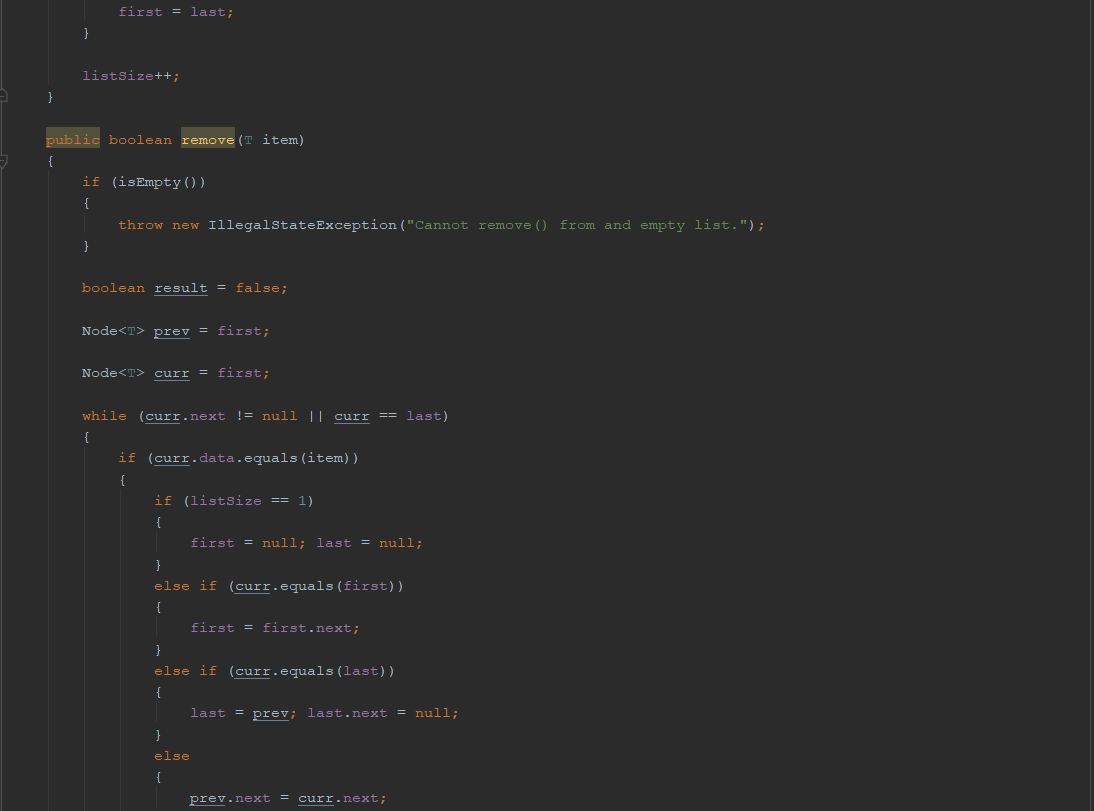 first = last;
}
listSize++;
}
public boolean remove(T item)
{
if (isEmpty())
{
throw new IllegalStateException("Cannot remove() from and empty list.");
}
boolean result = false;
Node<T> prev = first;
Node<T> curr = first;
while (curr.next != null || curr == last)
{
if (curr.data.equals(item))
{
if (listSize == 1)
{
first = null; last = null;
}
else if (curr.equals(first))
{
first = first.next;
}
else if (curr.equals(last))
{
last = prev; last.next = null;
}
else
{
prev.next = curr.next;